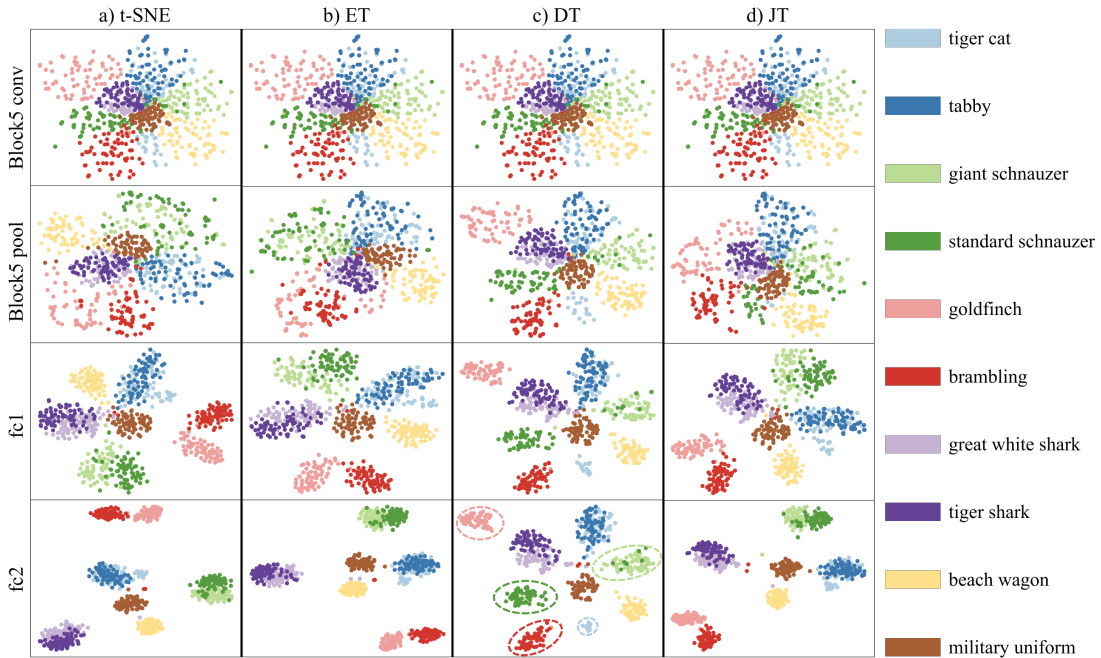 a) t-SNE
b) ET
c) DT
d) JT
Block5 conv
Block5 pool
fc1
fc2
tiger cat
tabby
giant schnauzer
standard schnauzer
goldfinch
brambling
great white shark
tiger shark
beach wagon
military uniform